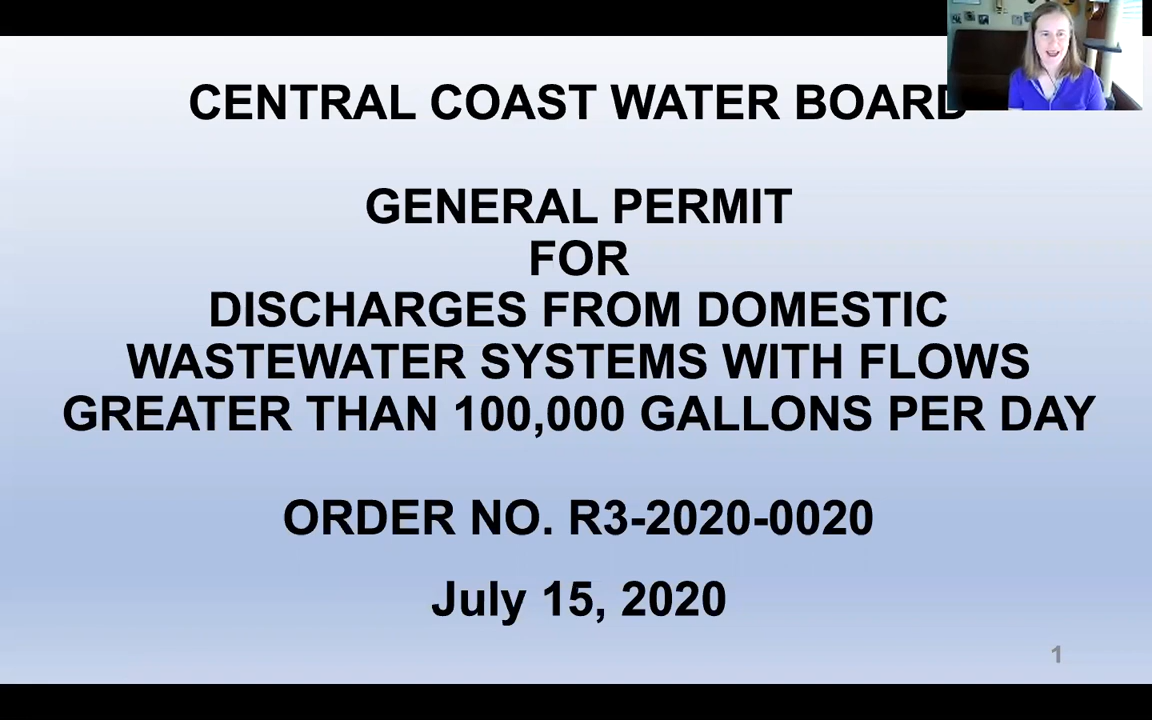 CENTRAL COAST WATER BOARD
GENERAL PERMIT
FOR
DISCHARGES FROM DOMESTIC
WASTEWATER SYSTEMS WITH FLOWS
GREATER THAN 100,000 GALLONS PER DAY
ORDER NO. R3-2020-0020
July 15, 2020
1